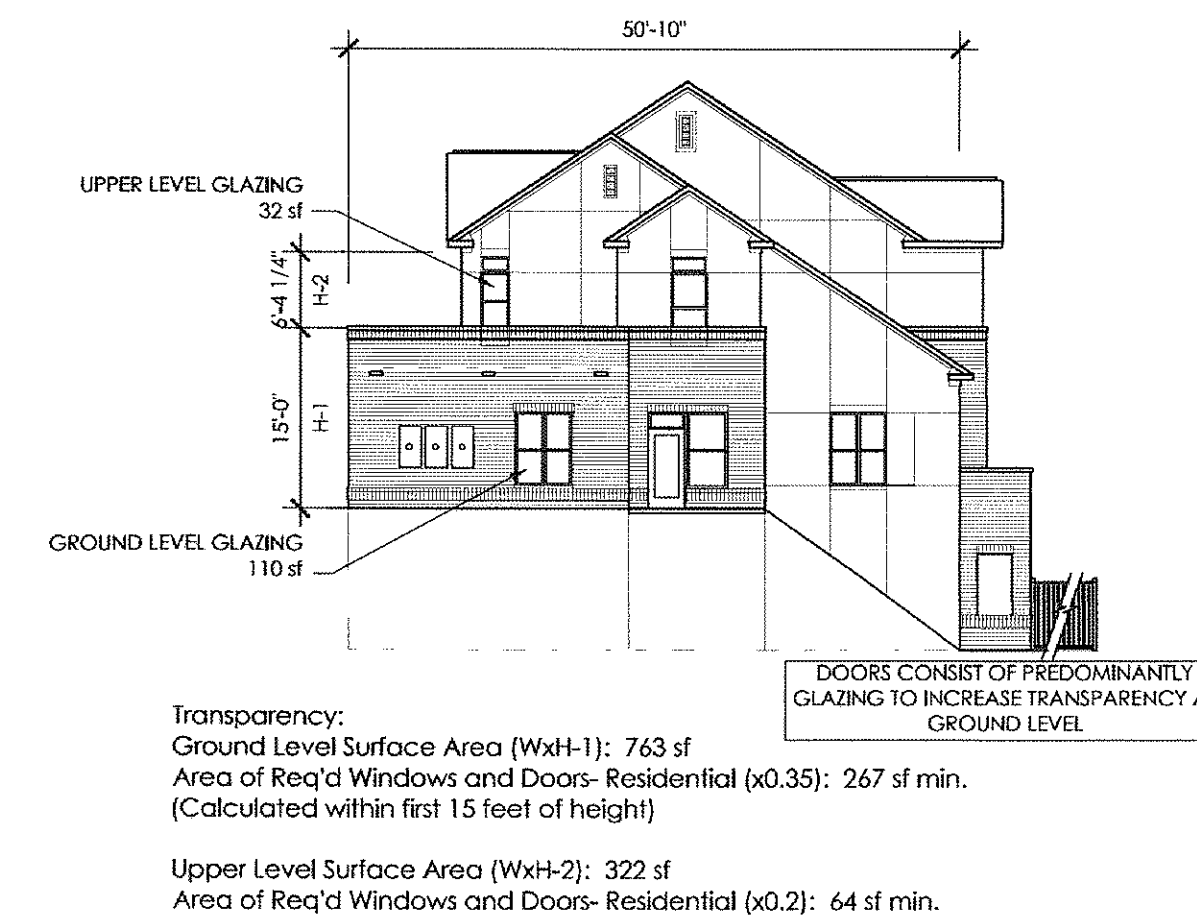 50'-10"
UPPER LEVEL GLAZING
32 sf
6'-4 1/4"
H-2
15'-0"
H-1
GROUND LEVEL GLAZING
110 sf
DOORS CONSIST OF PREDOMINANTLY
GLAZING TO INCREASE TRANSPARENCY A
GROUND LEVEL
Transparency:
Ground Level Surface Area (WxH-1): 763 sf
Area of Req'd Windows and Doors- Residential (x0.35): 267 sf min.
(Calculated within first 15 feet of height)
Upper Level Surface Area (WxH-2): 322 sf
Area of Req'd Windows and Doors- Residential (x0.2): 64 sf min.